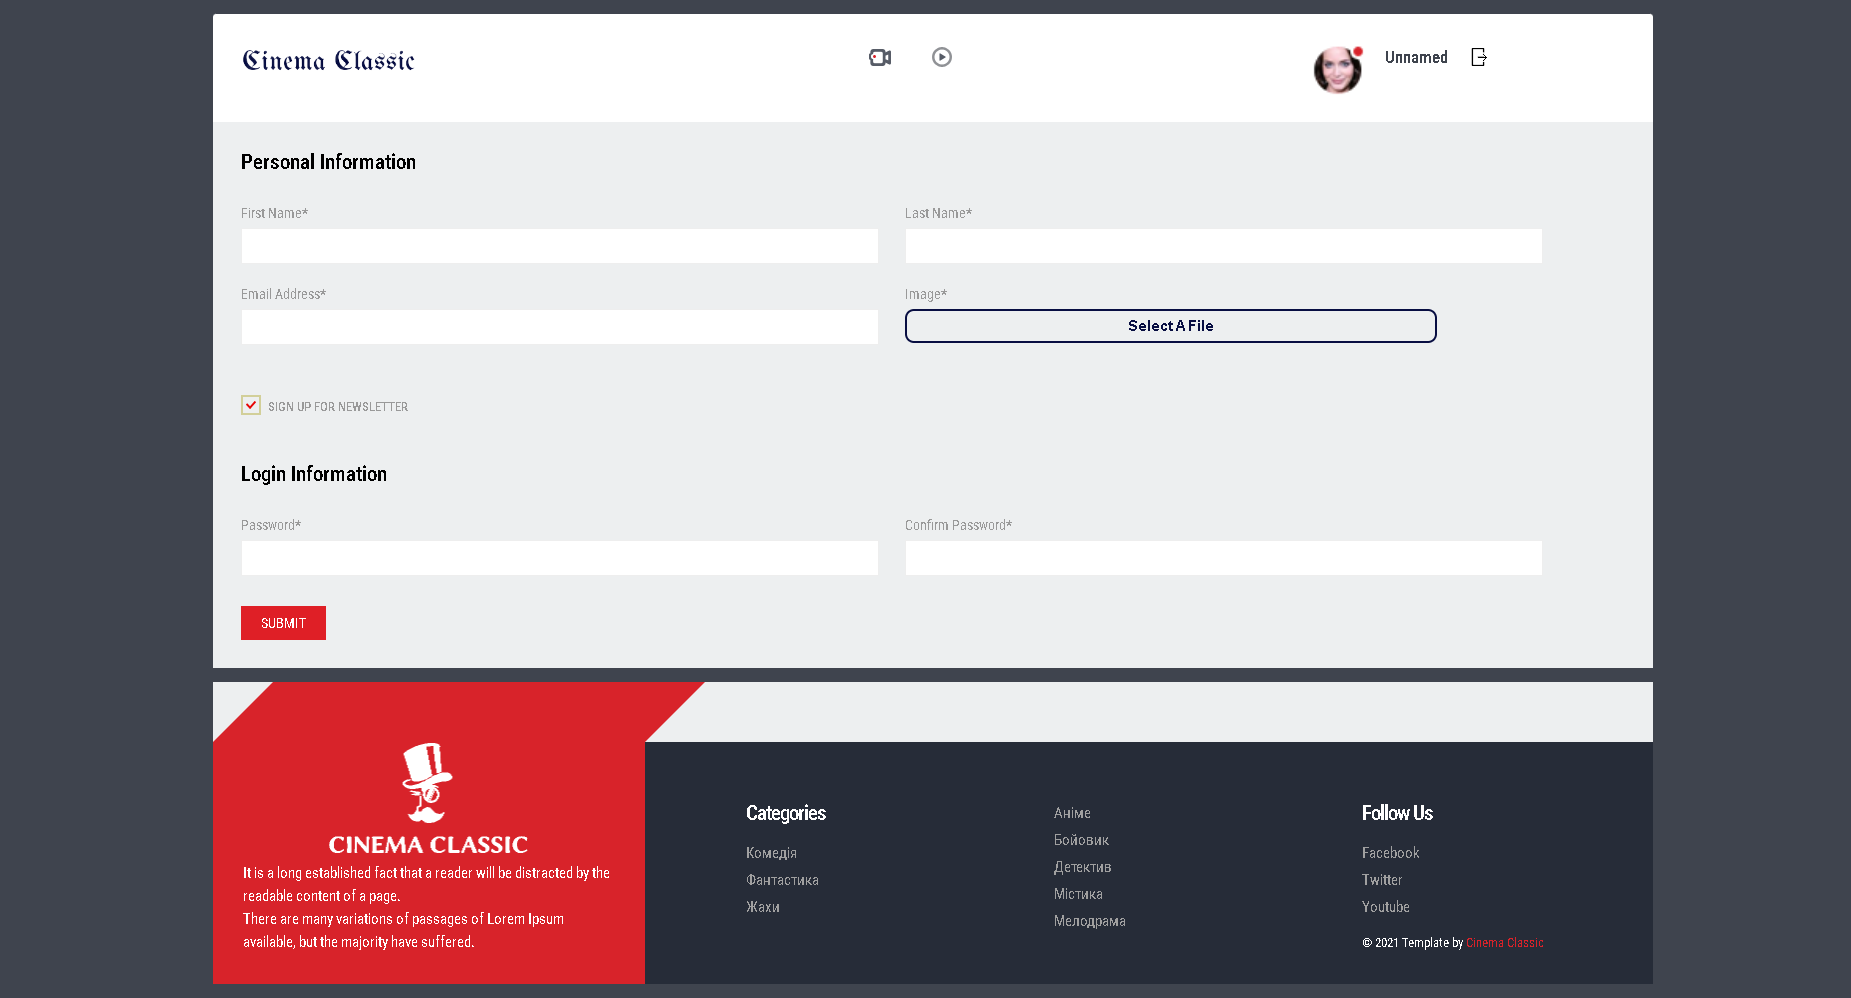 Cinema Classic
Unnamed
Personal Information
First Name*
Last Name*
Email Address*
Image*
Select A File
SIGN UP FOR NEWSLETTER
Login Information
Password*
Confirm Password*
SUBMIT
CINEMA CLASSIC
It is a long established fact that a reader will be distracted by the
readable content of a page.
There are many variations of passages of Lorem Ipsum
available, but the majority have suffered.
Categories
Комедія
Фантастика
Жахи
Аніме
Бойовик
Детектив
Містика
Мелодрама
Follow Us
Facebook
Twitter
Youtube
© 2021 Template by Cinema Classic